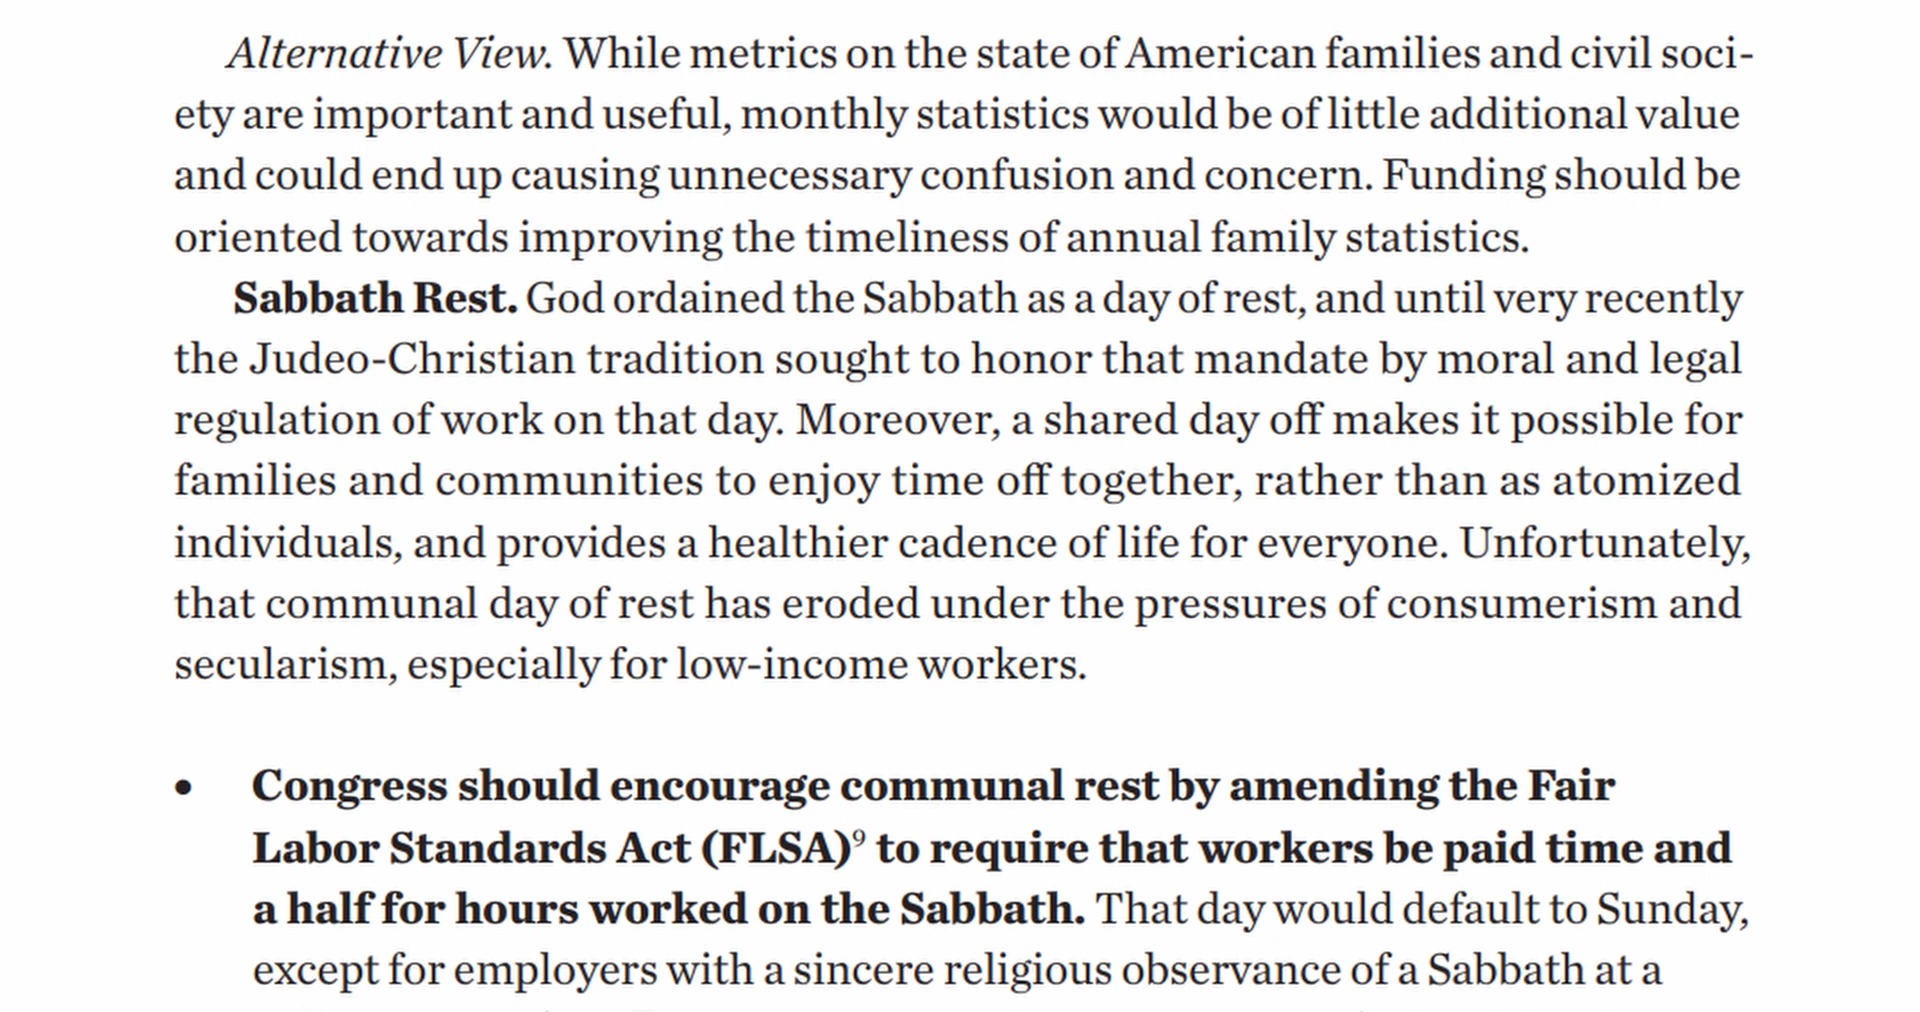 Alternative View. While metrics on the state of American families and civil soci-
ety are important and useful, monthly statistics would be of little additional value
and could end up causing unnecessary confusion and concern. Funding should be
oriented towards improving the timeliness of annual family statistics.
Sabbath Rest. God ordained the Sabbath as a day of rest, and until very recently
the Judeo-Christian tradition sought to honor that mandate by moral and legal
regulation of work on that day. Moreover, a shared day off makes it possible for
families and communities to enjoy time off together, rather than as atomized
individuals, and provides a healthier cadence of life for everyone. Unfortunately,
that communal day of rest has eroded under the pressures of consumerism and
secularism, especially for low-income workers.
• Congress should encourage communal rest by amending the Fair
Labor Standards Act (FLSA)⁹ to require that workers be paid time and
a half for hours worked on the Sabbath. That day would default to Sunday,
except for employers with a sincere religious observance of a Sabbath at a